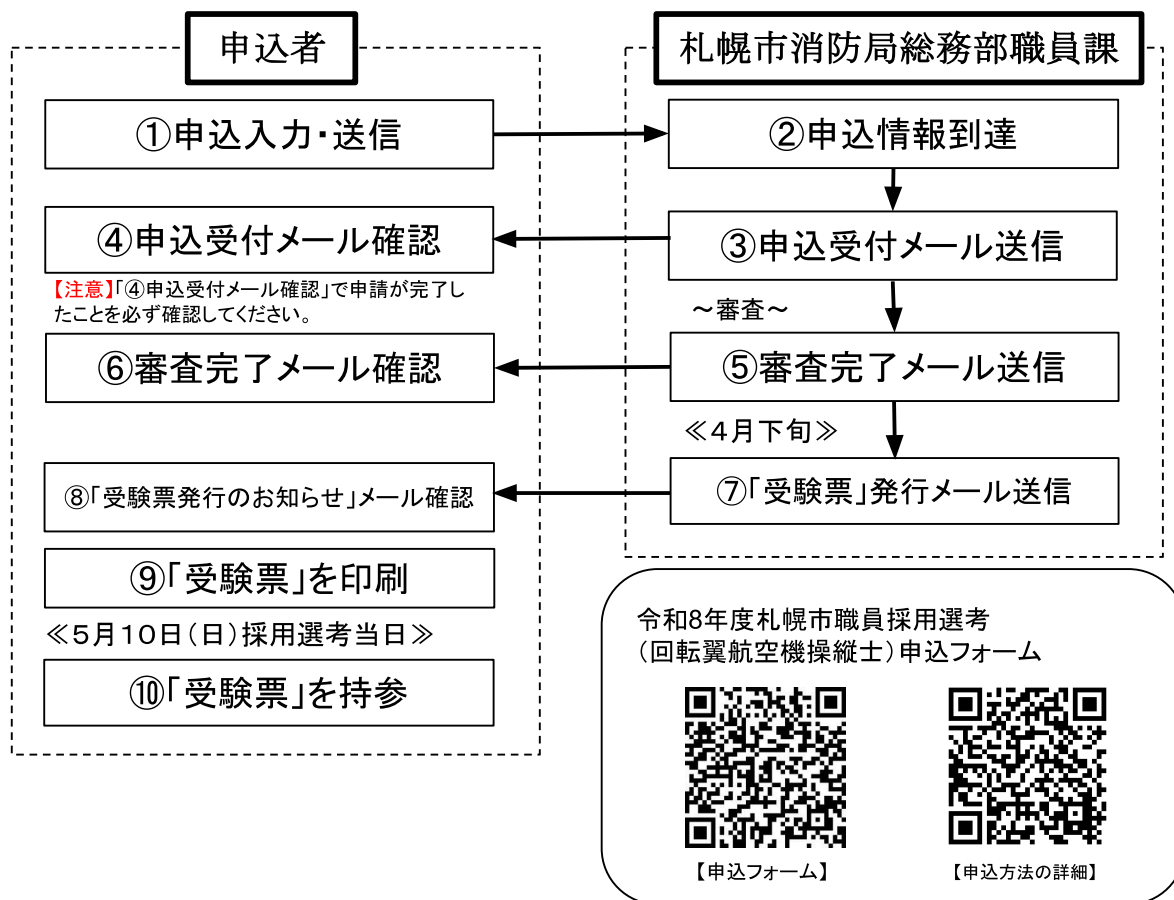 申込者
①申込入力・送信
④申込受付メール確認
【注意】「④申込受付メール確認」で申請が完了し
たことを必ず確認してください。
⑥審査完了メール確認
⑧「受験票発行のお知らせ」メール確認
⑨「受験票」を印刷
≪５月１０日（日）採用選考当日≫
⑩「受験票」を持参
札幌市消防局総務部職員課
②申込情報到達
③申込受付メール送信
～審査～
⑤審査完了メール送信
≪４月下旬≫
⑦「受験票」発行メール送信
令和8年度札幌市職員採用選考
（回転翼航空機操縦士）申込フォーム
【申込フォーム】
【申込方法の詳細】